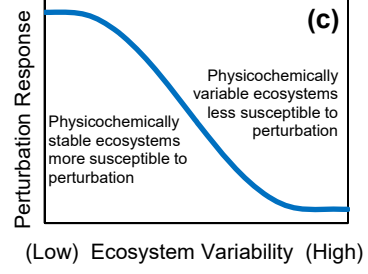 (c)
Perturbation Response
Physicochemically
variable ecosystems
less susceptible to
perturbation
Physicochemically
stable ecosystems
more susceptible to
perturbation
(Low) Ecosystem Variability (High)